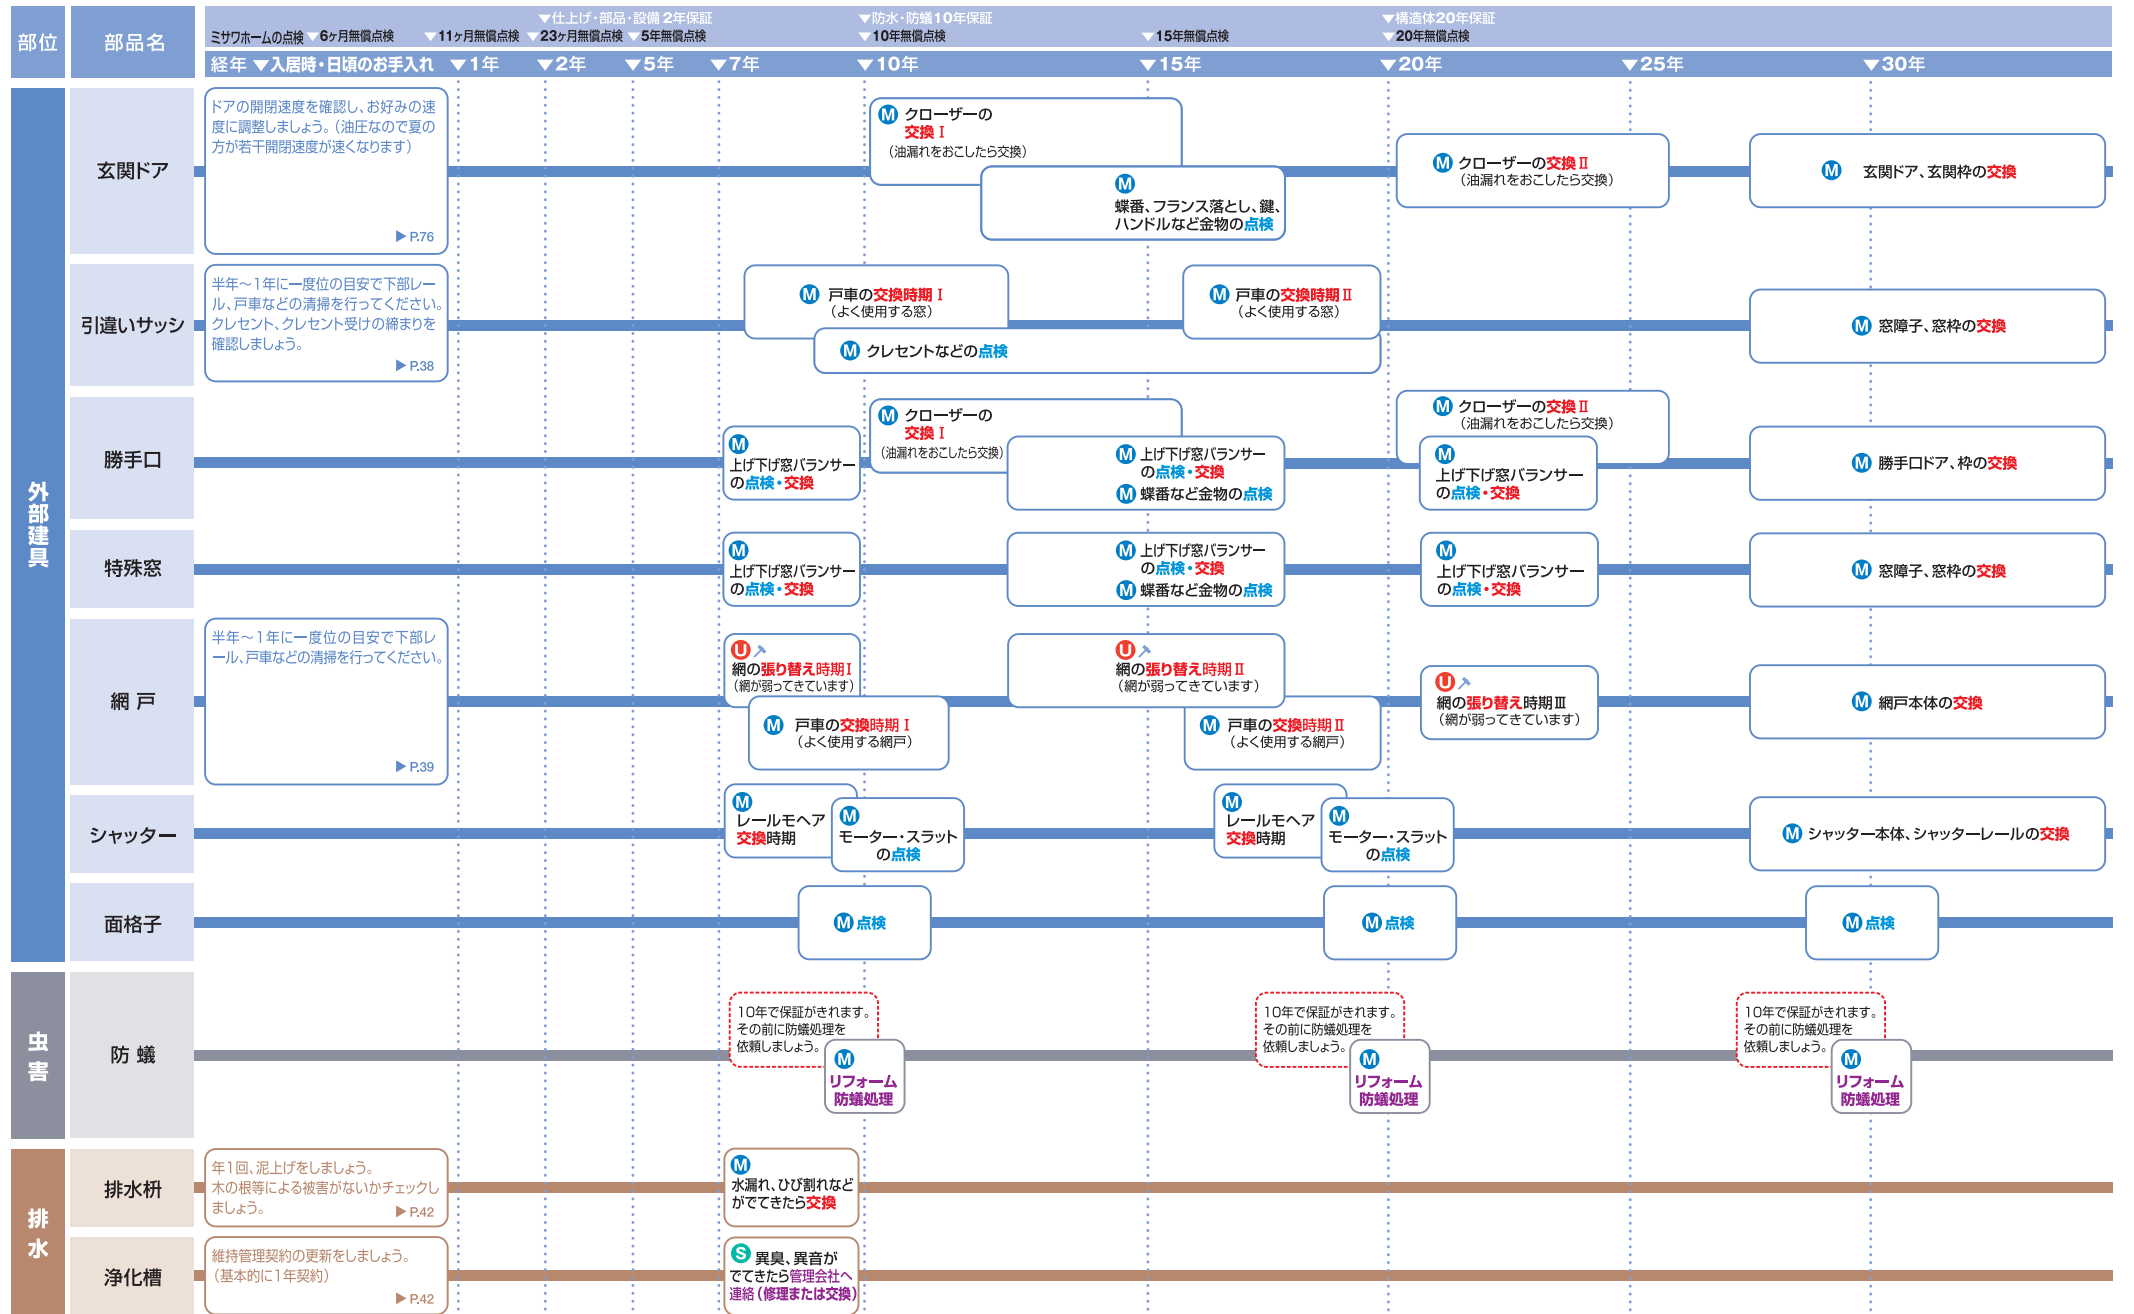 部位
部品名
▼仕上げ・部品・設備 2年保証
▼防水・防蟻10年保証
▼構造体20年保証
ミサワホームの点検 ▼6ヶ月無償点検 ▼11ヶ月無償点検 ▼23ヶ月無償点検 ▼5年無償点検 ▼10年無償点検 ▼15年無償点検 ▼20年無償点検
経年 ▼入居時・日頃のお手入れ ▼1年 ▼2年 ▼5年 ▼7年 ▼10年 ▼15年 ▼20年 ▼25年 ▼30年
外部建具
玄関ドア
ドアの開閉速度を確認し、お好みの速
度に調整しましょう。(油圧なので夏の
方が若干開閉速度が速くなります)
▶P.76
M クローザーの
交換Ⅰ
(油漏れをおこしたら交換)
M
蝶番、フランス落とし、鍵、
ハンドルなど金物の点検
M クローザーの交換Ⅱ
(油漏れをおこしたら交換)
M 玄関ドア、玄関枠の交換
引違いサッシ
半年〜1年に一度位の目安で下部レー
ル、戸車などの清掃を行ってください。
クレセント、クレセント受けの締まりを
確認しましょう。
▶P.38
M 戸車の交換時期Ⅰ
(よく使用する窓)
M クレセントなどの点検
M 戸車の交換時期Ⅱ
(よく使用する窓)
M 窓障子、窓枠の交換
勝手口
M
上げ下げ窓バランサー
の点検・交換
M クローザーの
交換Ⅰ
(油漏れをおこしたら交換)
M 上げ下げ窓バランサー
の点検・交換
M 蝶番など金物の点検
M クローザーの交換Ⅱ
(油漏れをおこしたら交換)
M
上げ下げ窓バランサー
の点検・交換
M 勝手口ドア、枠の交換
特殊窓
M
上げ下げ窓バランサー
の点検・交換
M 上げ下げ窓バランサー
の点検・交換
M 蝶番など金物の点検
M
上げ下げ窓バランサー
の点検・交換
M 窓障子、窓枠の交換
網 戸
半年〜1年に一度位の目安で下部レ
ール、戸車などの清掃を行ってください。
▶P.39
U
網の張り替え時期Ⅰ
(網が弱ってきています)
M 戸車の交換時期Ⅰ
(よく使用する網戸)
U
網の張り替え時期Ⅱ
(網が弱ってきています)
M 戸車の交換時期Ⅱ
(よく使用する網戸)
U
網の張り替え時期Ⅲ
(網が弱ってきています)
M 網戸本体の交換
シャッター
M
レールモヘア
交換時期
M
モーター・スラット
の点検
M
レールモヘア
交換時期
M
モーター・スラット
の点検
M シャッター本体、シャッターレールの交換
面格子
M 点検
M 点検
M 点検
虫害
防 蟻
10年で保証がきれます。
その前に防蟻処理を
依頼しましょう。
M
リフォーム
防蟻処理
10年で保証がきれます。
その前に防蟻処理を
依頼しましょう。
M
リフォーム
防蟻処理
10年で保証がきれます。
その前に防蟻処理を
依頼しましょう。
M
リフォーム
防蟻処理
排水
排水枡
年1回、泥上げをしましょう。
木の根等による被害がないかチェックし
ましょう。
▶P.42
M
水漏れ、ひび割れなど
がでてきたら交換
浄化槽
維持管理契約の更新をしましょう。
(基本的に1年契約)
▶P.42
S 異臭、異音が
でてきたら管理会社へ
連絡(修理または交換)